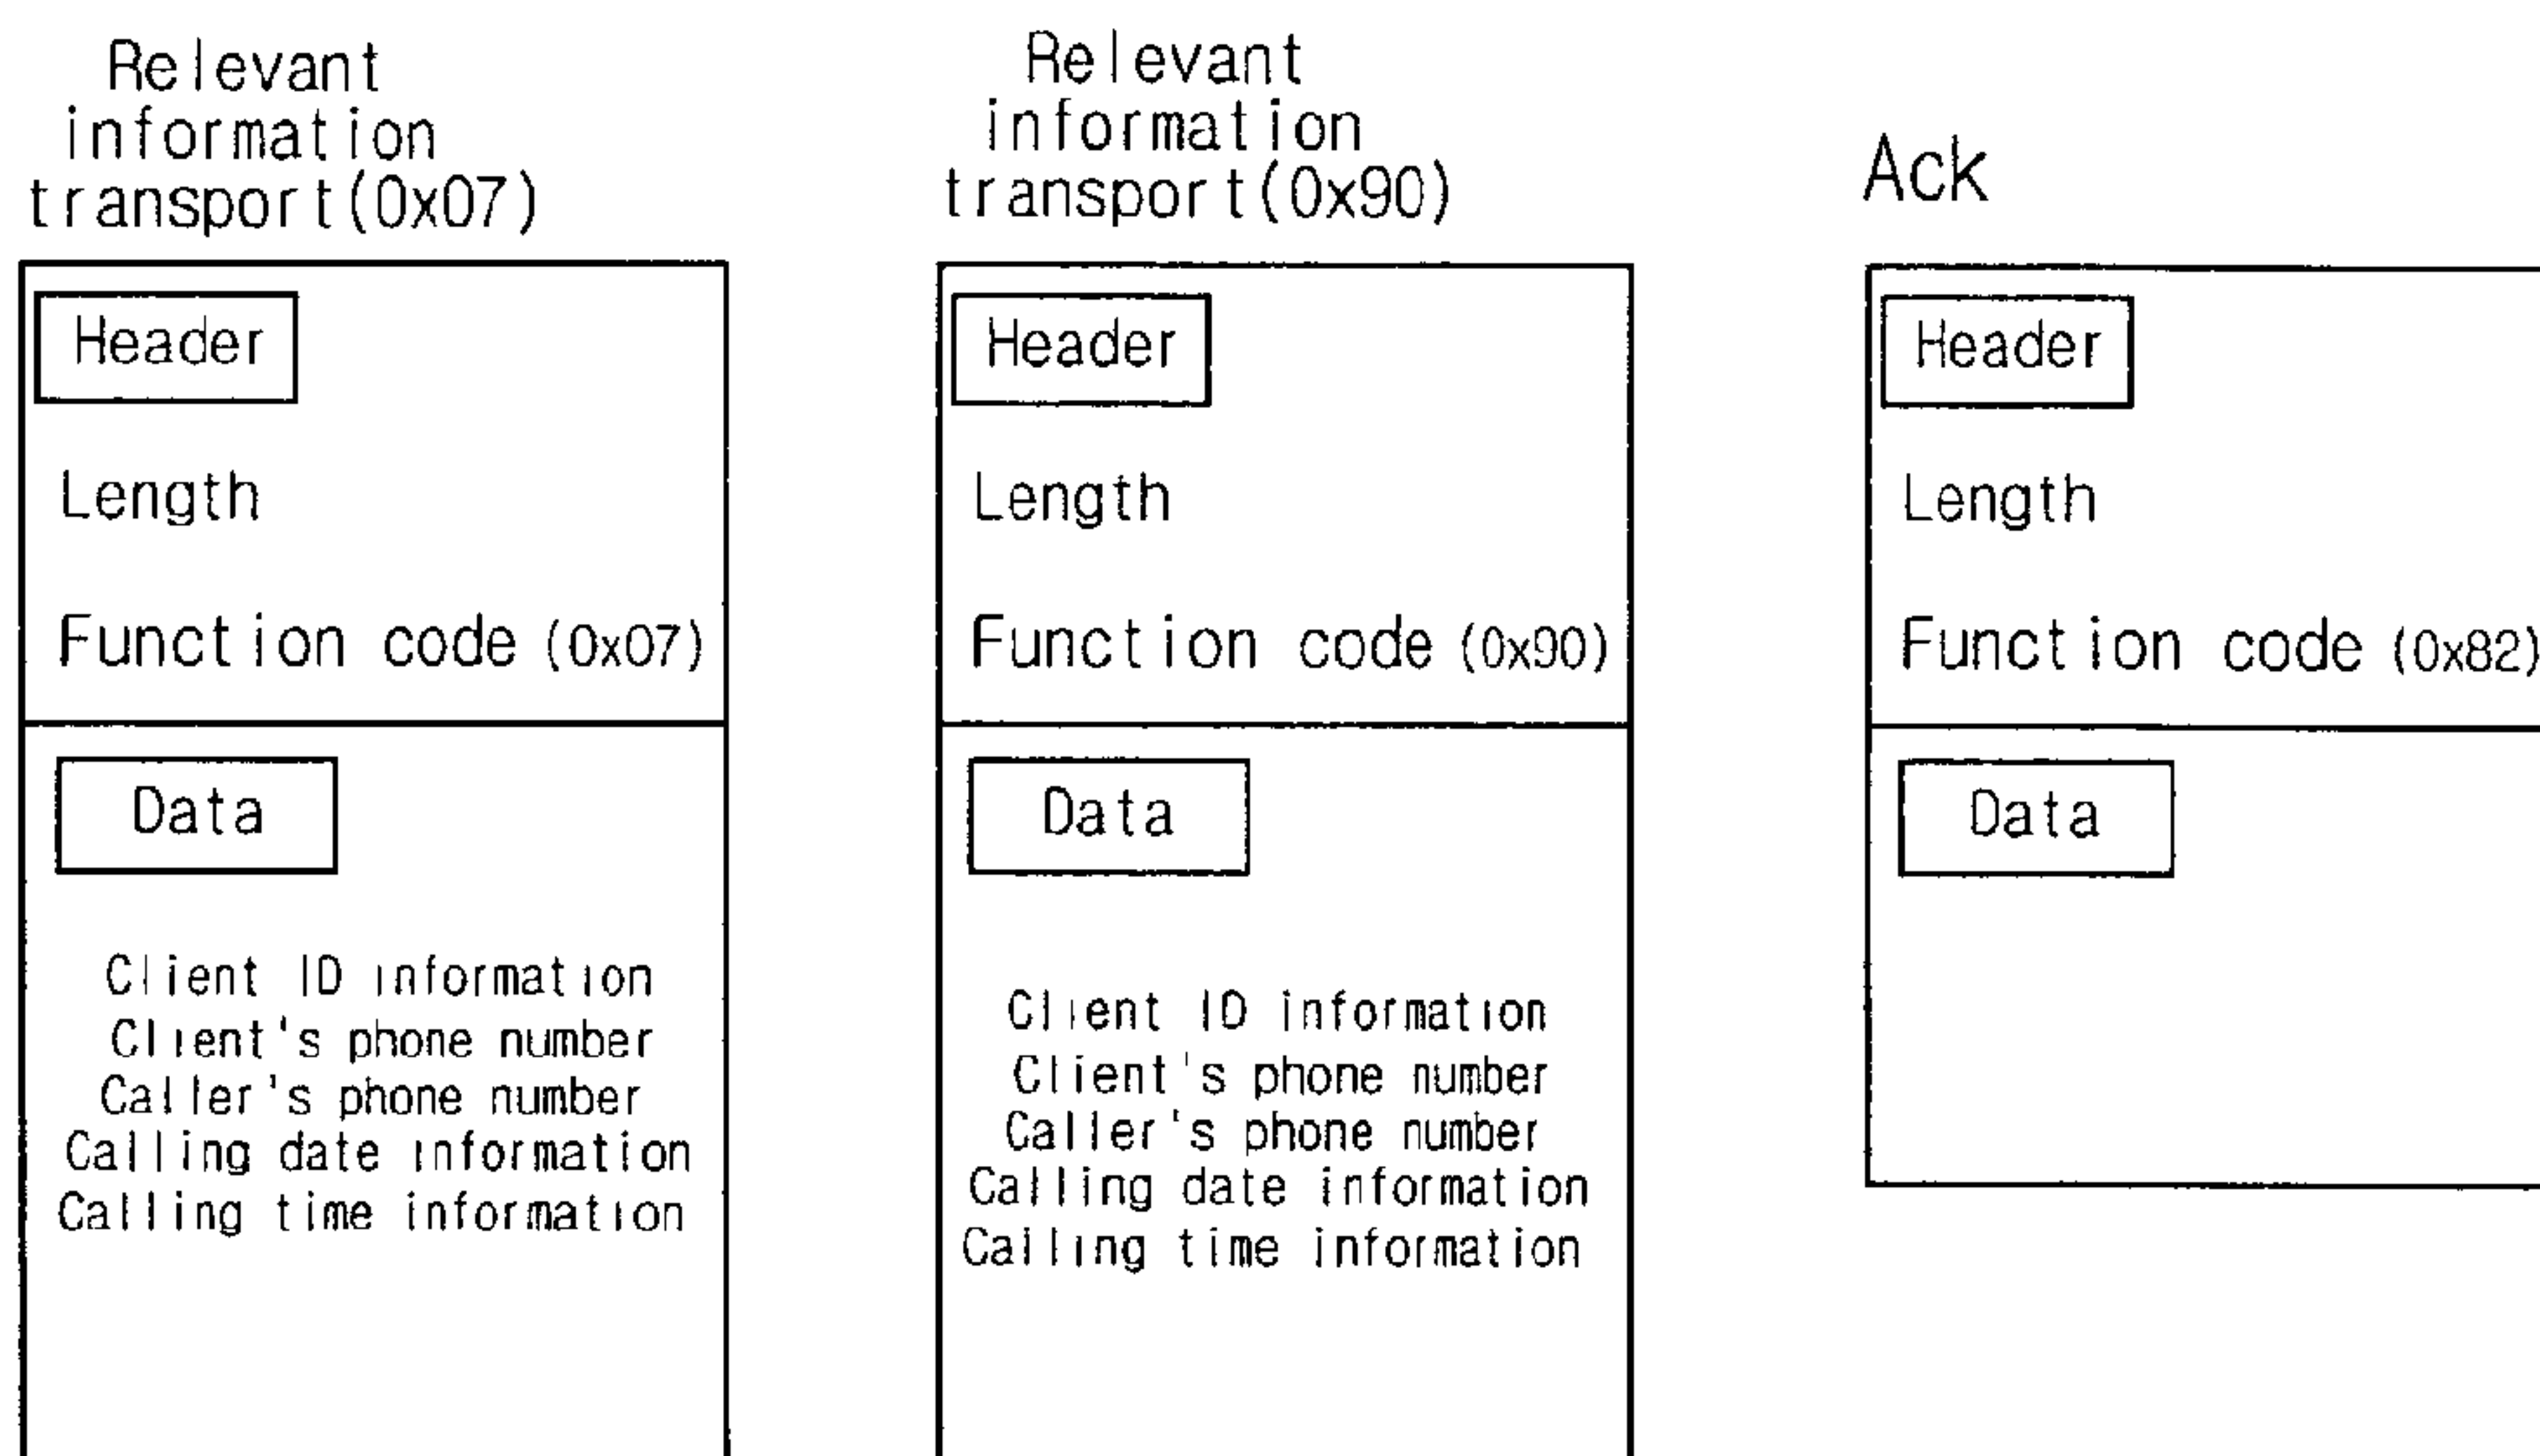 Relevant
information
transport(0x07)
Header
Length
Function code (0x07)
Data
Client ID information
Client's phone number
Caller's phone number
Calling date information
Calling time information
Relevant
information
transport(0x90)
Header
Length
Function code (0x90)
Data
Client ID information
Client's phone number
Caller's phone number
Calling date information
Calling time information
Ack
Header
Length
Function code (0x82)
Data